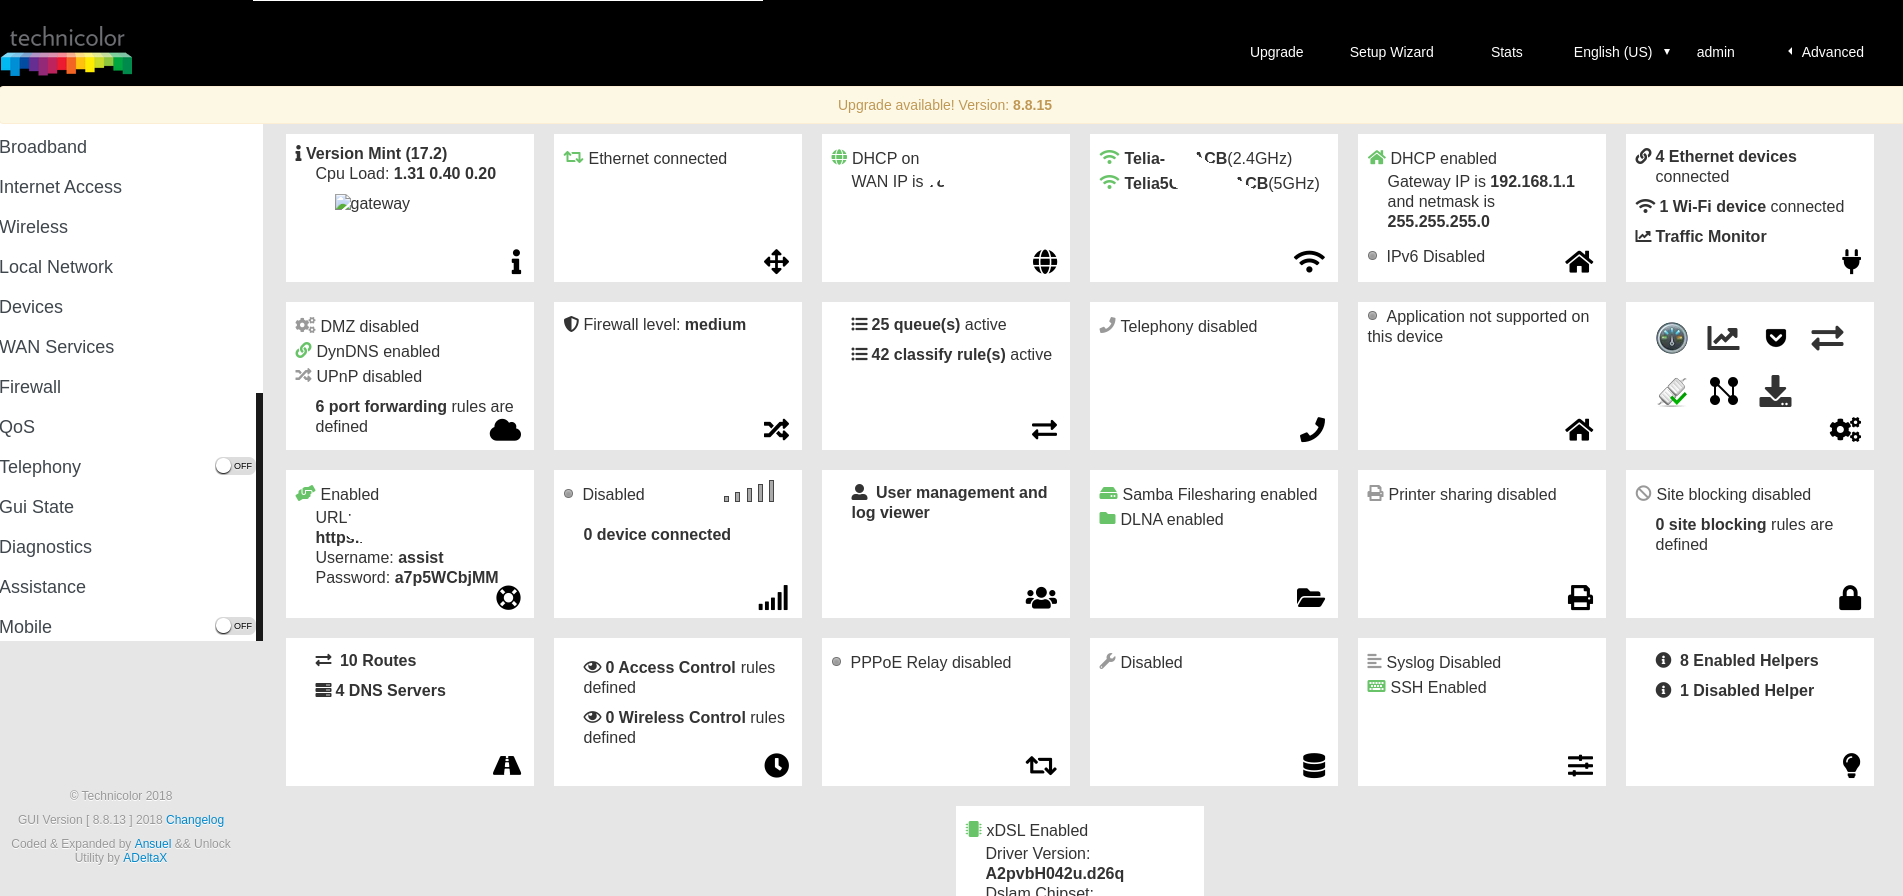 technicolor
Upgrade
Setup Wizard
Stats
English (US)
admin
Advanced
Upgrade available! Version: 8.8.15
Broadband
Internet Access
Wireless
Local Network
Devices
WAN Services
Firewall
QoS
Telephony
OFF
Gui State
Diagnostics
Assistance
Mobile
OFF
© Technicolor 2018
GUI Version [ 8.8.13 ] 2018 Changelog
Coded & Expanded by Ansuel && Unlock
Utility by ADeltaX
Version Mint (17.2)
Cpu Load: 1.31 0.40 0.20
gateway
Ethernet connected
DHCP on
WAN IP is
Telia- ACB(2.4GHz)
Telia5G ACB(5GHz)
DHCP enabled
Gateway IP is 192.168.1.1
and netmask is
255.255.255.0
IPv6 Disabled
4 Ethernet devices
connected
1 Wi-Fi device connected
Traffic Monitor
DMZ disabled
DynDNS enabled
UPnP disabled
6 port forwarding rules are
defined
Firewall level: medium
25 queue(s) active
42 classify rule(s) active
Telephony disabled
Application not supported on
this device
Enabled
URL:
https:
Username: assist
Password: a7p5WCbjMM
Disabled
0 device connected
User management and
log viewer
Samba Filesharing enabled
DLNA enabled
Printer sharing disabled
Site blocking disabled
0 site blocking rules are
defined
10 Routes
4 DNS Servers
0 Access Control rules
defined
0 Wireless Control rules
defined
PPPoE Relay disabled
Disabled
Syslog Disabled
SSH Enabled
8 Enabled Helpers
1 Disabled Helper
xDSL Enabled
Driver Version:
A2pvbH042u.d26q
Dslam Chipset: